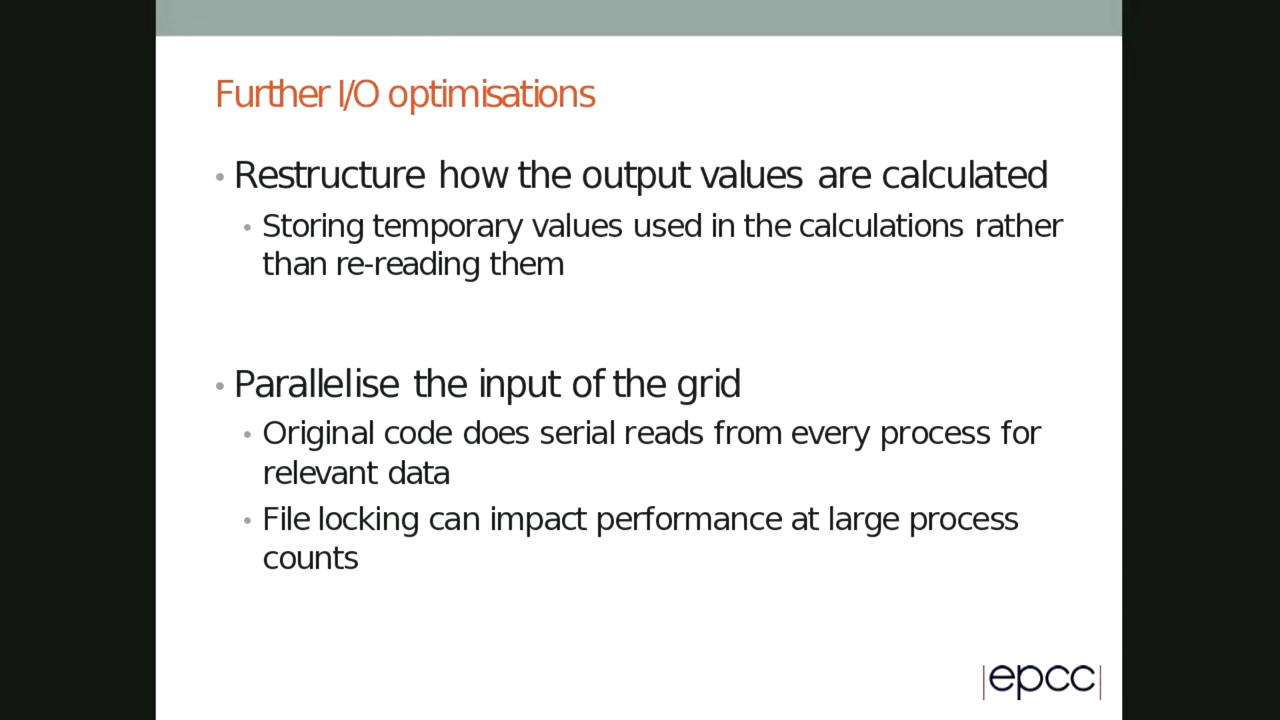 Further I/O optimisations
• Restructure how the output values are calculated
• Storing temporary values used in the calculations rather
than re-reading them
• Parallelise the input of the grid
• Original code does serial reads from every process for
relevant data
• File locking can impact performance at large process
counts
|epcc|